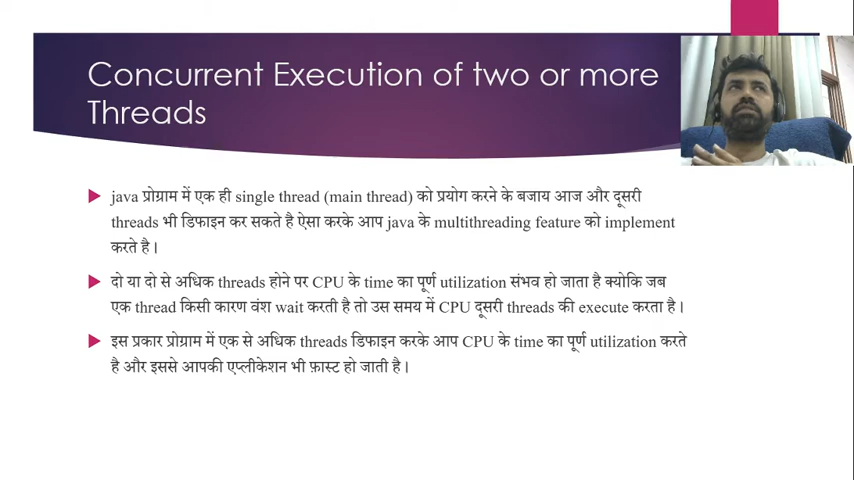 Concurrent Execution of two or more
Threads
java प्रोग्राम में एक ही single thread (main thread) को प्रयोग करने के बजाय आज और दूसरी
threads भी डिफाइन कर सकते है ऐसा करके आप java के multithreading feature को implement
करते है।
दो या दो से अधिक threads होने पर CPU के time का पूर्ण utilization संभव हो जाता है क्योकि जब
एक thread किसी कारण वंश wait करती है तो उस समय में CPU दूसरी threads की execute करता है।
इस प्रकार प्रोग्राम में एक से अधिक threads डिफाइन करके आप CPU के time का पूर्ण utilization करते
है और इससे आपकी एप्लीकेशन भी फ़ास्ट हो जाती है।